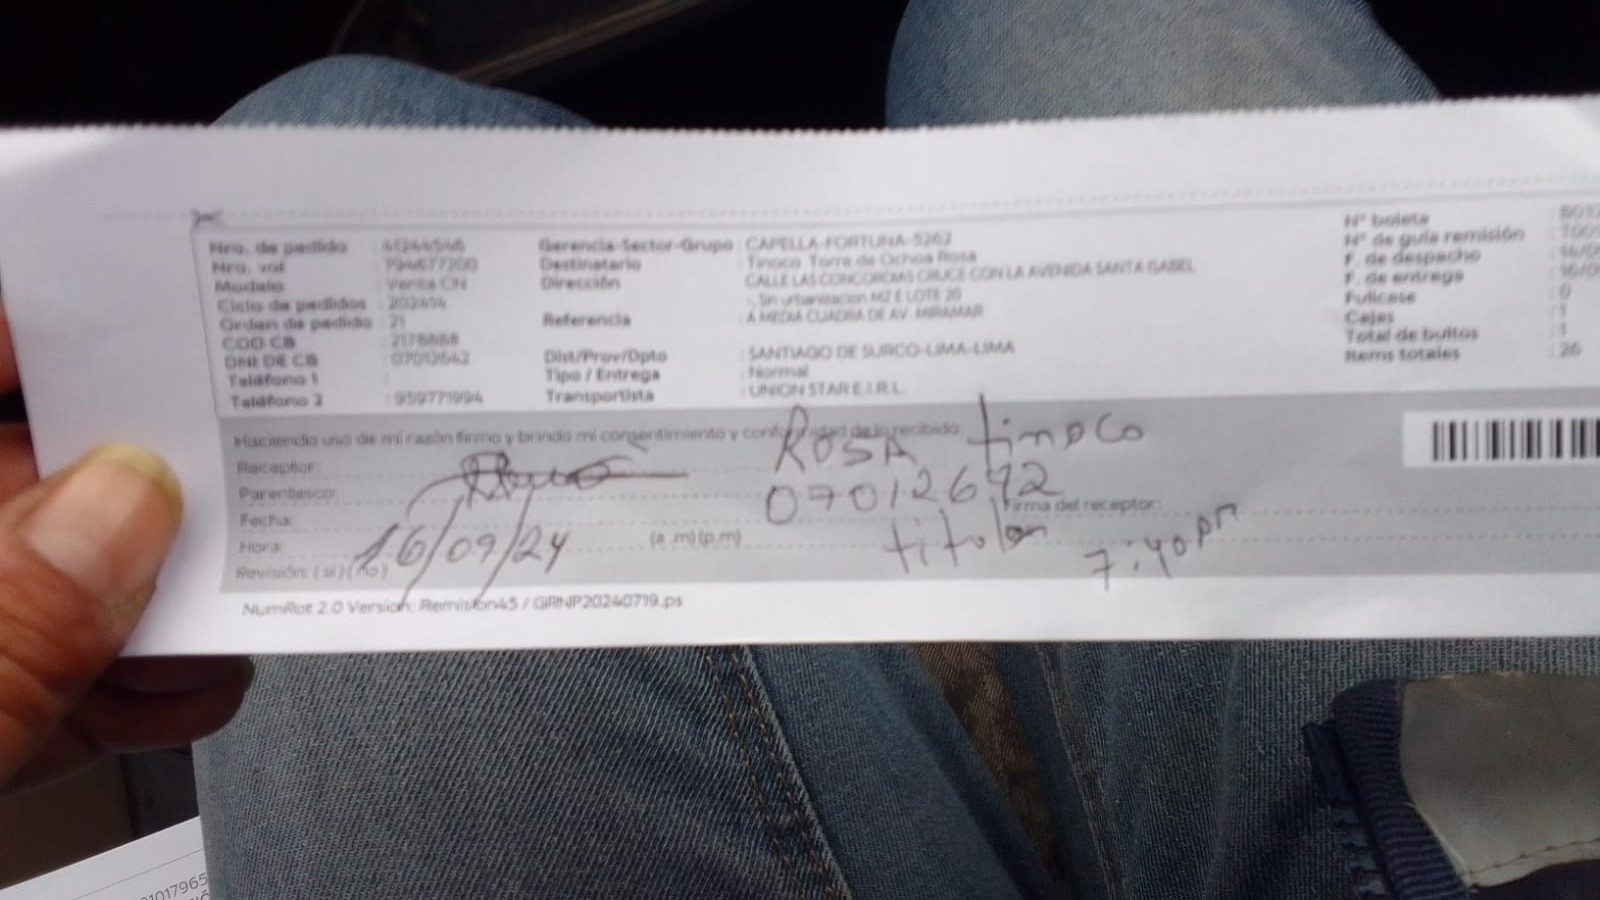 Nro. de pedido : 41244546
Nro. val : 794677200
Modelo : Venta CN
Ciclo de pedidos : 202414
Orden de pedido : 21
COD CB : 2178888
DNI DE CB : 07012642
Teléfono 1 :
Teléfono 2 : 959771994
Gerencia-Sector-Grupo : CAPELLA-FORTUNA-5262
Destinatario : Tinoco Torre de Ochoa Rosa
Dirección : CALLE LAS CONCORDIAS CRUCE CON LA AVENIDA SANTA ISABEL
-, Sin urbanizacion MZ E LOTE 20
Referencia : A MEDIA CUADRA DE AV. MIRAMAR
Dist/Prov/Dpto : SANTIAGO DE SURCO-LIMA-LIMA
Tipo / Entrega : Normal
Transportista : UNION STAR E.I.R.L.
N° boleta :
N° de guía remisión :
F. de despacho : 16/0
F. de entrega : 16/0
Fullcase : 0
Cajas : 1
Total de bultos : 1
Items totales : 26
Haciendo uso de mi razón firmo y brindo mi consentimiento y conformidad de lo recibido:
Receptor:
Parentesco:
Fecha:
Hora: (a .m) (p.m)
Revisión: ( si ) ( no )
16/09/24
ROSA tinoco
07012642
Firma del receptor:
titular
7:40 pm
NumRot 2.0 Version: Remision45 / GRNP20240719.ps